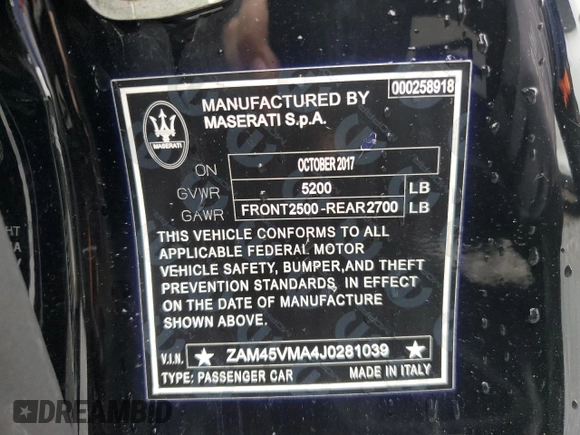 000258918
MANUFACTURED BY
MASERATI S.p.A.
MASERATI
ON OCTOBER 2017
GVWR 5200 LB
GAWR FRONT2500-REAR2700 LB
THIS VEHICLE CONFORMS TO ALL
APPLICABLE FEDERAL MOTOR
VEHICLE SAFETY, BUMPER,AND THEFT
PREVENTION STANDARDS, IN EFFECT
ON THE DATE OF MANUFACTURE
SHOWN ABOVE.
V.I.N. ★ ZAM45VMA4J0281039 ★
TYPE: PASSENGER CAR MADE IN ITALY
DREAMBID